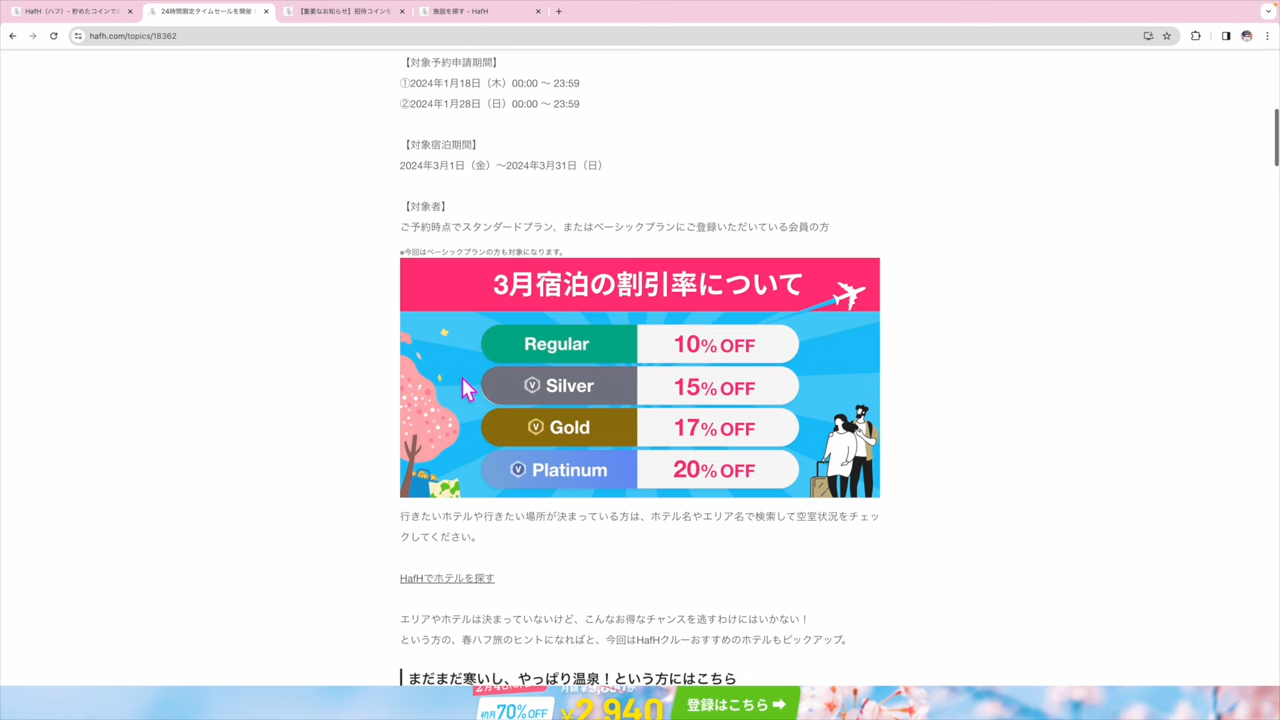 HafH（ハフ）- 貯めたコインで
24時間限定タイムセールを開催
【重要なお知らせ】招待コインモ
施設を探す - HafH
hafh.com/topics/18362
【対象予約申請期間】
①2024年1月18日（木）00:00 〜 23:59
②2024年1月28日（日）00:00 〜 23:59
【対象宿泊期間】
2024年3月1日（金）〜2024年3月31日（日）
【対象者】
ご予約時点でスタンダードプラン、またはベーシックプランにご登録いただいている会員の方
※今回はベーシックプランの方も対象になります。
3月宿泊の割引率について
Regular 10% OFF
Silver 15% OFF
Gold 17% OFF
Platinum 20% OFF
行きたいホテルや行きたい場所が決まっている方は、ホテル名やエリア名で検索して空室状況をチェッ
クしてください。
HafHでホテルを探す
エリアやホテルは決まっていないけど、こんなお得なチャンスを逃すわけにはいかない！
という方の、春ハフ旅のヒントになればと、今回はHafHクルーおすすめのホテルもピックアップ。
まだまだ寒いし、やっぱり温泉！という方にはこちら
初月70%OFF
¥2,940
登録はこちら